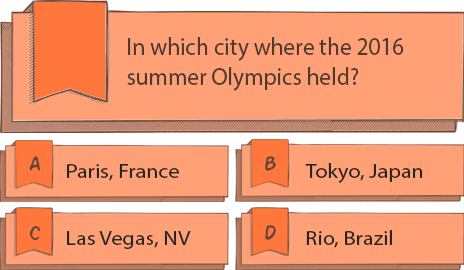 In which city where the 2016
summer Olympics held?
A Paris, France
B Tokyo, Japan
C Las Vegas, NV
D Rio, Brazil